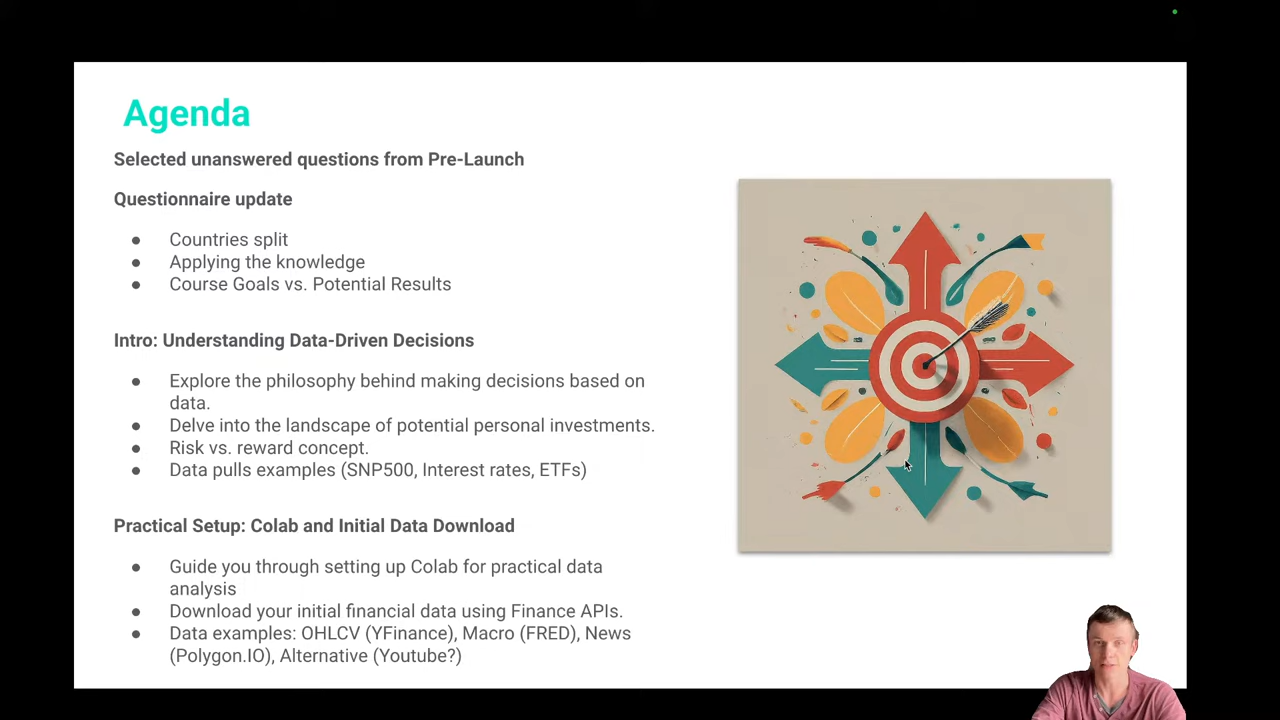 Agenda
Selected unanswered questions from Pre-Launch
Questionnaire update
● Countries split
● Applying the knowledge
● Course Goals vs. Potential Results
Intro: Understanding Data-Driven Decisions
● Explore the philosophy behind making decisions based on
data.
● Delve into the landscape of potential personal investments.
● Risk vs. reward concept.
● Data pulls examples (SNP500, Interest rates, ETFs)
Practical Setup: Colab and Initial Data Download
● Guide you through setting up Colab for practical data
analysis
● Download your initial financial data using Finance APIs.
● Data examples: OHLCV (YFinance), Macro (FRED), News
(Polygon.IO), Alternative (Youtube?)